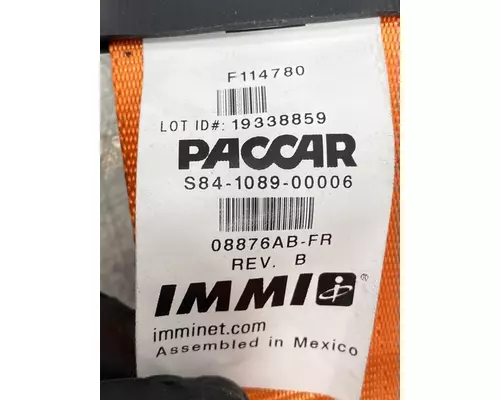 F114780
LOT ID#: 19338859
PACCAR
S84-1089-00006
08876AB-FR
REV. B
IMMI®
imminet.com
Assembled in Mexico